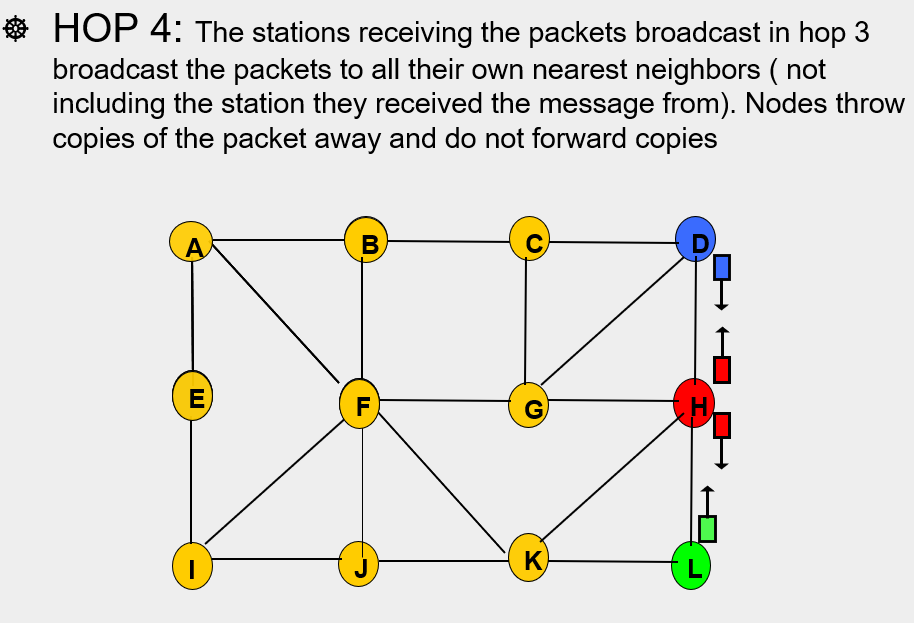 HOP 4: The stations receiving the packets broadcast in hop 3
broadcast the packets to all their own nearest neighbors ( not
including the station they received the message from). Nodes throw
copies of the packet away and do not forward copies
A B C D
E F G H
I J K L